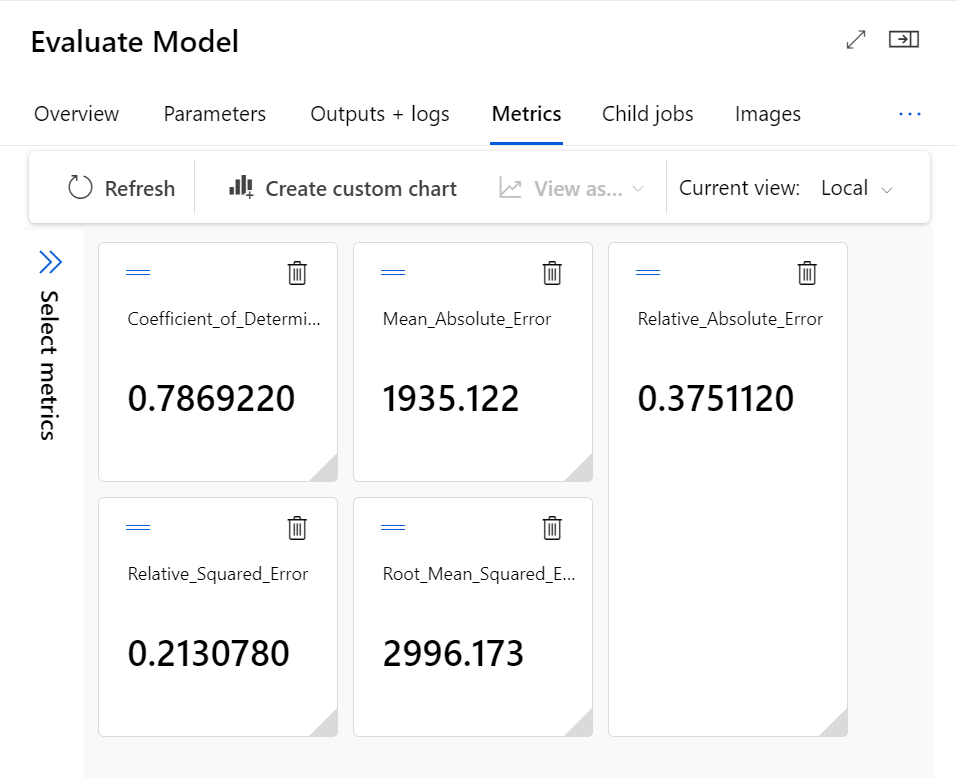 Evaluate Model
Overview Parameters Outputs + logs Metrics Child jobs Images ...
Refresh Create custom chart View as... Current view: Local
Select metrics
Coefficient_of_Determi... Mean_Absolute_Error Relative_Absolute_Error
0.7869220 1935.122 0.3751120
Relative_Squared_Error Root_Mean_Squared_E...
0.2130780 2996.173